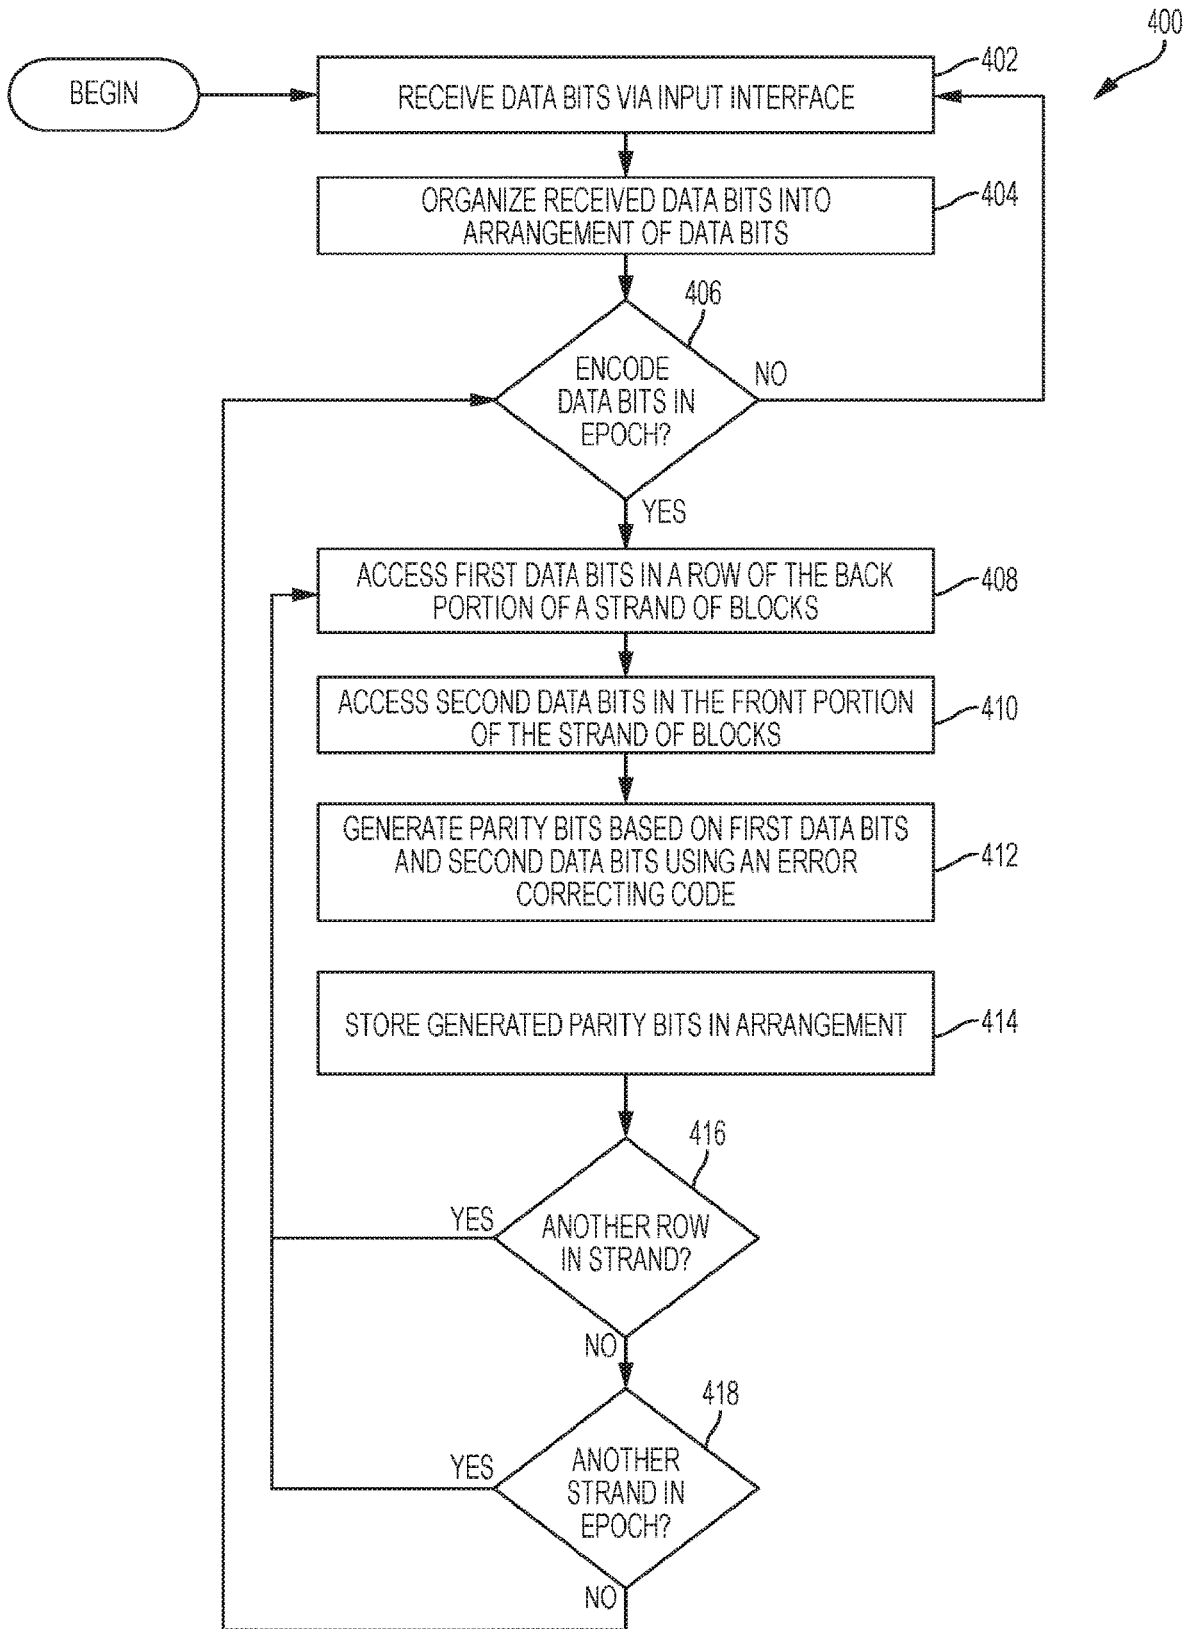 400
BEGIN
RECEIVE DATA BITS VIA INPUT INTERFACE
402
ORGANIZE RECEIVED DATA BITS INTO
ARRANGEMENT OF DATA BITS
404
406
ENCODE
DATA BITS IN
EPOCH?
NO
YES
ACCESS FIRST DATA BITS IN A ROW OF THE BACK
PORTION OF A STRAND OF BLOCKS
408
ACCESS SECOND DATA BITS IN THE FRONT PORTION
OF THE STRAND OF BLOCKS
410
GENERATE PARITY BITS BASED ON FIRST DATA BITS
AND SECOND DATA BITS USING AN ERROR
CORRECTING CODE
412
STORE GENERATED PARITY BITS IN ARRANGEMENT
414
416
YES
ANOTHER ROW
IN STRAND?
NO
418
YES
ANOTHER
STRAND IN
EPOCH?
NO